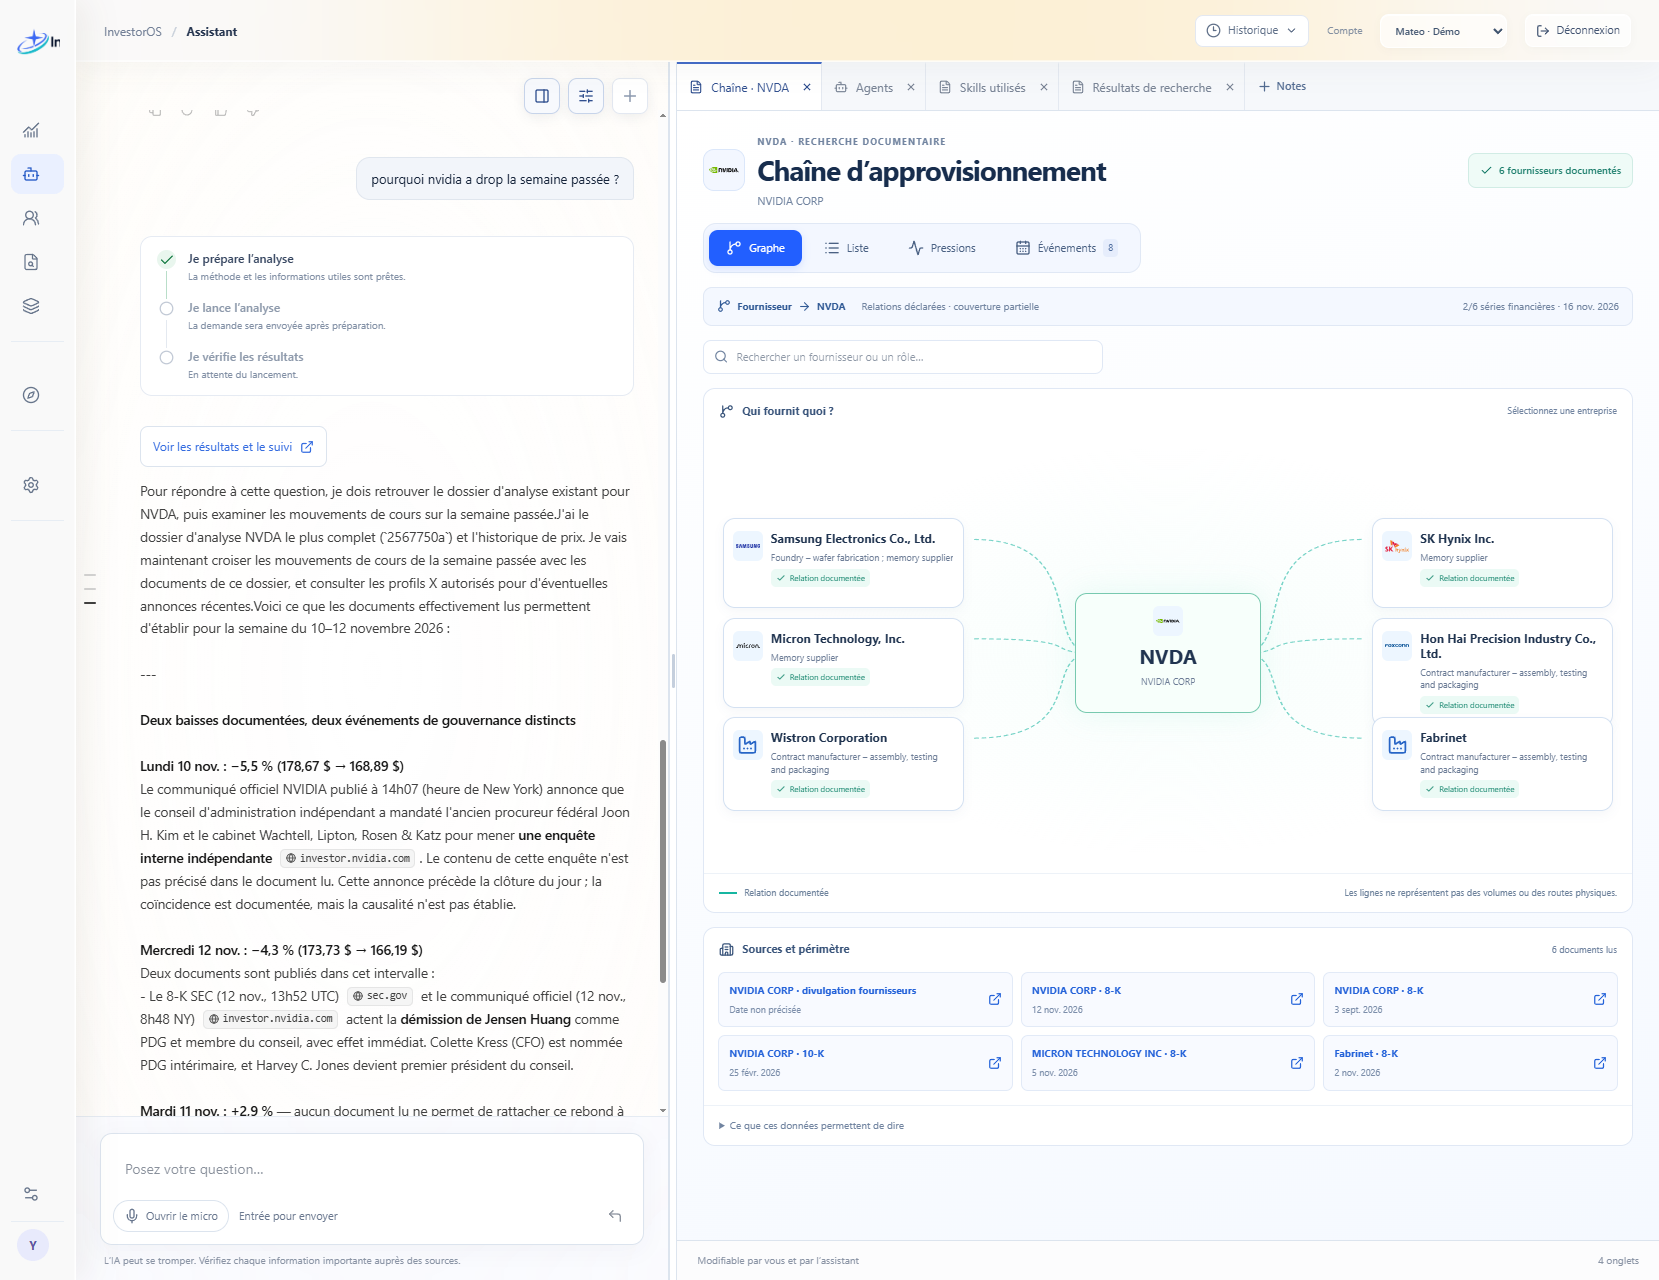 In
InvestorOS / Assistant
Historique
Compte
Mateo · Démo
Déconnexion
pourquoi nvidia a drop la semaine passée ?
Je prépare l'analyse
La méthode et les informations utiles sont prêtes.
Je lance l'analyse
La demande sera envoyée après préparation.
Je vérifie les résultats
En attente du lancement.
Voir les résultats et le suivi
Pour répondre à cette question, je dois retrouver le dossier d'analyse existant pour
NVDA, puis examiner les mouvements de cours sur la semaine passée.J'ai le
dossier d'analyse NVDA le plus complet (`2567750a`) et l'historique de prix. Je vais
maintenant croiser les mouvements de cours de la semaine passée avec les
documents de ce dossier, et consulter les profils X autorisés pour d'éventuelles
annonces récentes.Voici ce que les documents effectivement lus permettent
d'établir pour la semaine du 10–12 novembre 2026 :
---
Deux baisses documentées, deux événements de gouvernance distincts
Lundi 10 nov. : −5,5 % (178,67 $ → 168,89 $)
Le communiqué officiel NVIDIA publié à 14h07 (heure de New York) annonce que
le conseil d'administration indépendant a mandaté l'ancien procureur fédéral Joon
H. Kim et le cabinet Wachtell, Lipton, Rosen & Katz pour mener une enquête
interne indépendante investor.nvidia.com . Le contenu de cette enquête n'est
pas précisé dans le document lu. Cette annonce précède la clôture du jour ; la
coïncidence est documentée, mais la causalité n'est pas établie.
Mercredi 12 nov. : −4,3 % (173,73 $ → 166,19 $)
Deux documents sont publiés dans cet intervalle :
- Le 8-K SEC (12 nov., 13h52 UTC) sec.gov et le communiqué officiel (12 nov.,
8h48 NY) investor.nvidia.com actent la démission de Jensen Huang comme
PDG et membre du conseil, avec effet immédiat. Colette Kress (CFO) est nommée
PDG intérimaire, et Harvey C. Jones devient premier président du conseil.
Mardi 11 nov. : +2,9 % — aucun document lu ne permet de rattacher ce rebond à
Posez votre question...
Ouvrir le micro
Entrée pour envoyer
L'IA peut se tromper. Vérifiez chaque information importante auprès des sources.
Y
Chaîne · NVDA
Agents
Skills utilisés
Résultats de recherche
+ Notes
NVDA · RECHERCHE DOCUMENTAIRE
NVIDIA
Chaîne d'approvisionnement
NVIDIA CORP
6 fournisseurs documentés
Graphe
Liste
Pressions
Événements 8
Fournisseur → NVDA
Relations déclarées · couverture partielle
2/6 séries financières · 16 nov. 2026
Rechercher un fournisseur ou un rôle...
Qui fournit quoi ?
Sélectionnez une entreprise
SAMSUNG
Samsung Electronics Co., Ltd.
Foundry – wafer fabrication ; memory supplier
Relation documentée
micron
Micron Technology, Inc.
Memory supplier
Relation documentée
Wistron Corporation
Contract manufacturer – assembly, testing
and packaging
Relation documentée
NVIDIA
NVDA
NVIDIA CORP
SK hynix
SK Hynix Inc.
Memory supplier
Relation documentée
FOXCONN
Hon Hai Precision Industry Co.,
Ltd.
Contract manufacturer – assembly, testing
and packaging
Relation documentée
Fabrinet
Contract manufacturer – assembly, testing
and packaging
Relation documentée
Relation documentée
Les lignes ne représentent pas des volumes ou des routes physiques.
Sources et périmètre
6 documents lus
NVIDIA CORP · divulgation fournisseurs
Date non précisée
NVIDIA CORP · 8-K
12 nov. 2026
NVIDIA CORP · 8-K
3 sept. 2026
NVIDIA CORP · 10-K
25 févr. 2026
MICRON TECHNOLOGY INC · 8-K
5 nov. 2026
Fabrinet · 8-K
2 nov. 2026
Ce que ces données permettent de dire
Modifiable par vous et par l'assistant
4 onglets